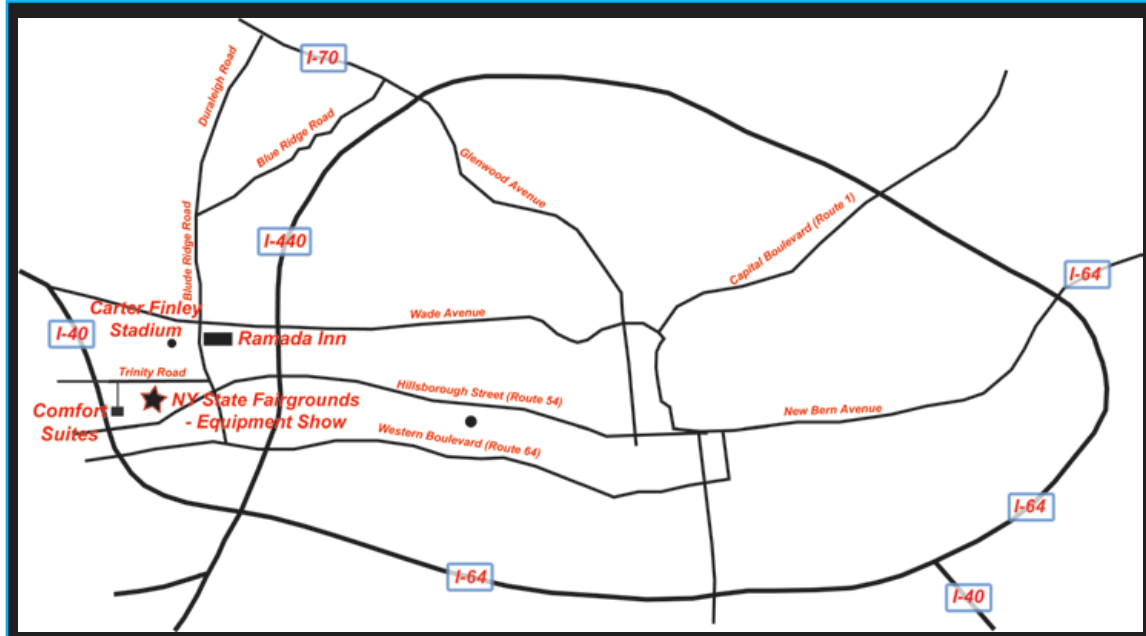 I-70
Duraleigh Road
Blue Ridge Road
Glenwood Avenue
Blude Ridge Road
I-440
Capital Boulevard (Route 1)
I-64
Carter Finley
Stadium
I-40
Ramada Inn
Wade Avenue
Trinity Road
Comfort
Suites
NY State Fairgrounds
- Equipment Show
Hillsborough Street (Route 54)
Western Boulevard (Route 64)
New Bern Avenue
I-64
I-64
I-40